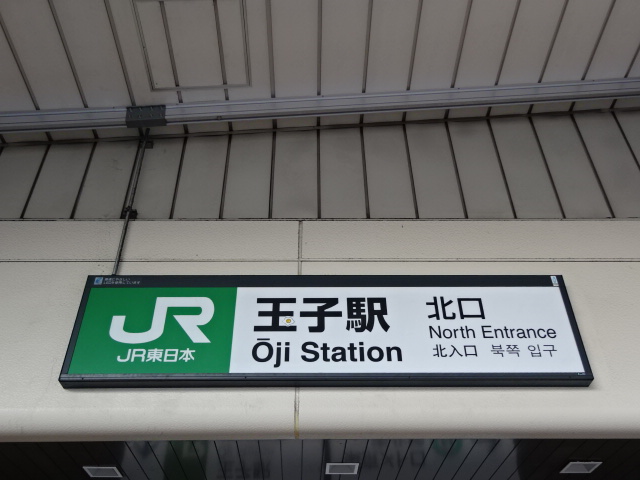 JR
JR東日本
王子駅
Ōji Station
北口
North Entrance
北入口 북쪽 입구